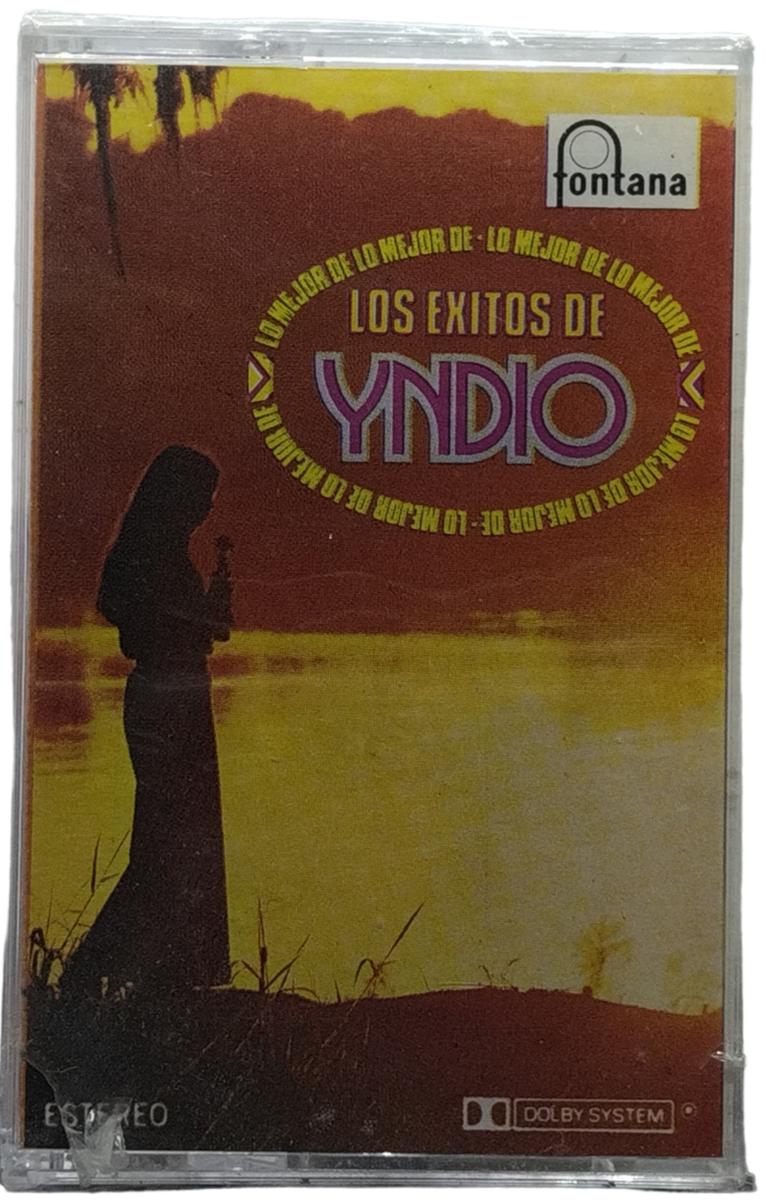 fontana
LO MEJOR DE LO MEJOR DE - LO MEJOR DE LO MEJOR DE
LOS EXITOS DE
YNDIO
LO MEJOR DE LO MEJOR DE - LO MEJOR DE LO MEJOR DE
ESTEREO
DOLBY SYSTEM